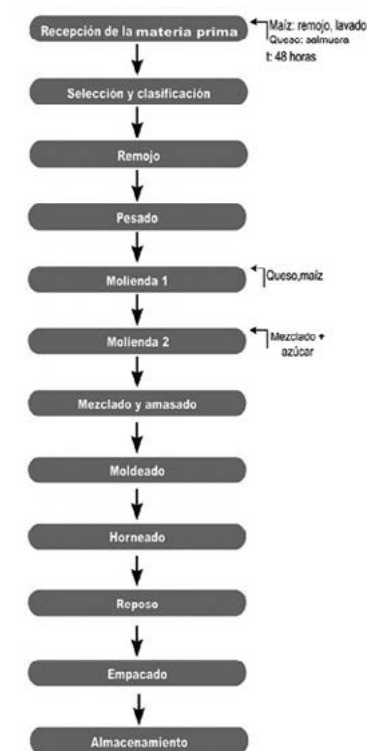 Recepción de la materia prima
Maíz: remojo, lavado
Queso: salmuera
t: 48 horas
Selección y clasificación
Remojo
Pesado
Molienda 1
Queso,maíz
Molienda 2
Mezclado +
azúcar
Mezclado y amasado
Moldeado
Horneado
Reposo
Empacado
Almacenamiento